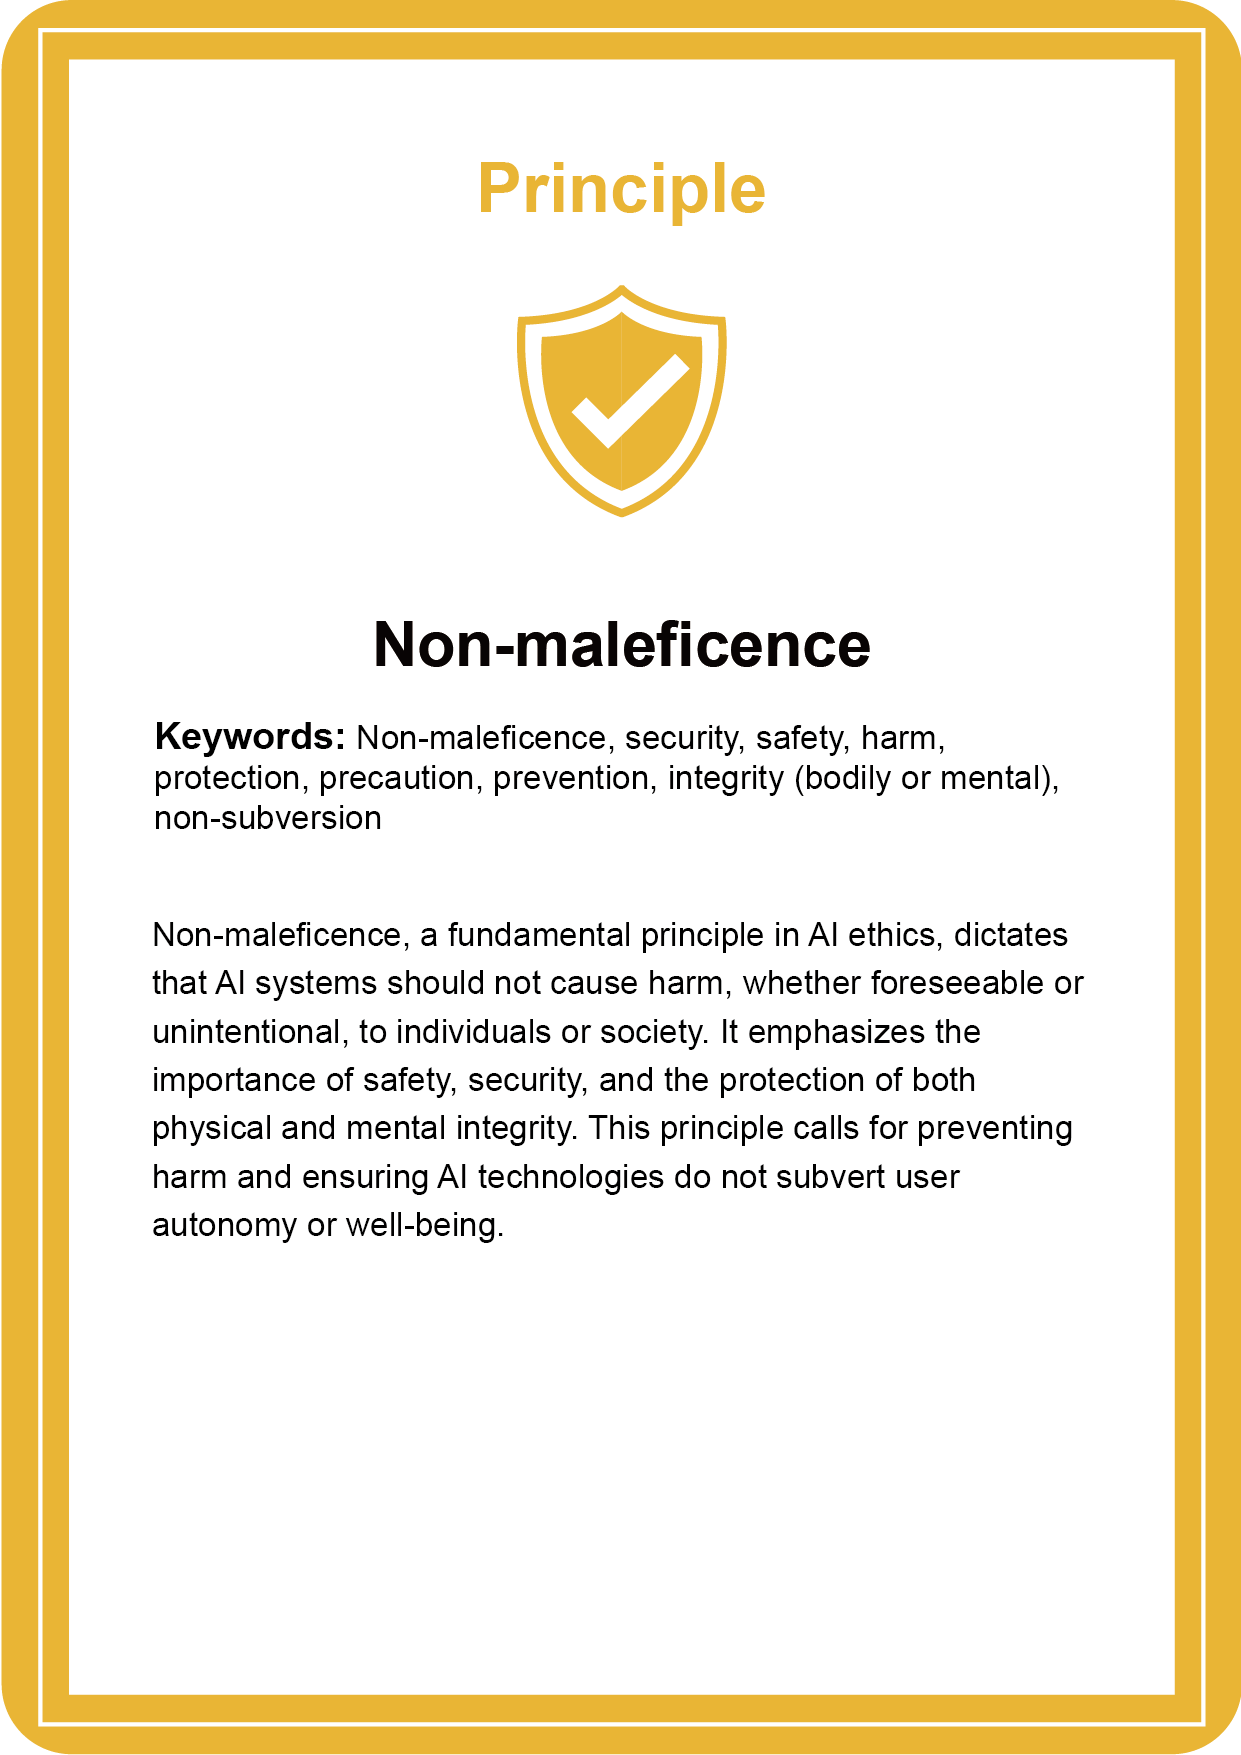 Principle
Non-maleficence
Keywords: Non-maleficence, security, safety, harm,
protection, precaution, prevention, integrity (bodily or mental),
non-subversion
Non-maleficence, a fundamental principle in AI ethics, dictates
that AI systems should not cause harm, whether foreseeable or
unintentional, to individuals or society. It emphasizes the
importance of safety, security, and the protection of both
physical and mental integrity. This principle calls for preventing
harm and ensuring AI technologies do not subvert user
autonomy or well-being.